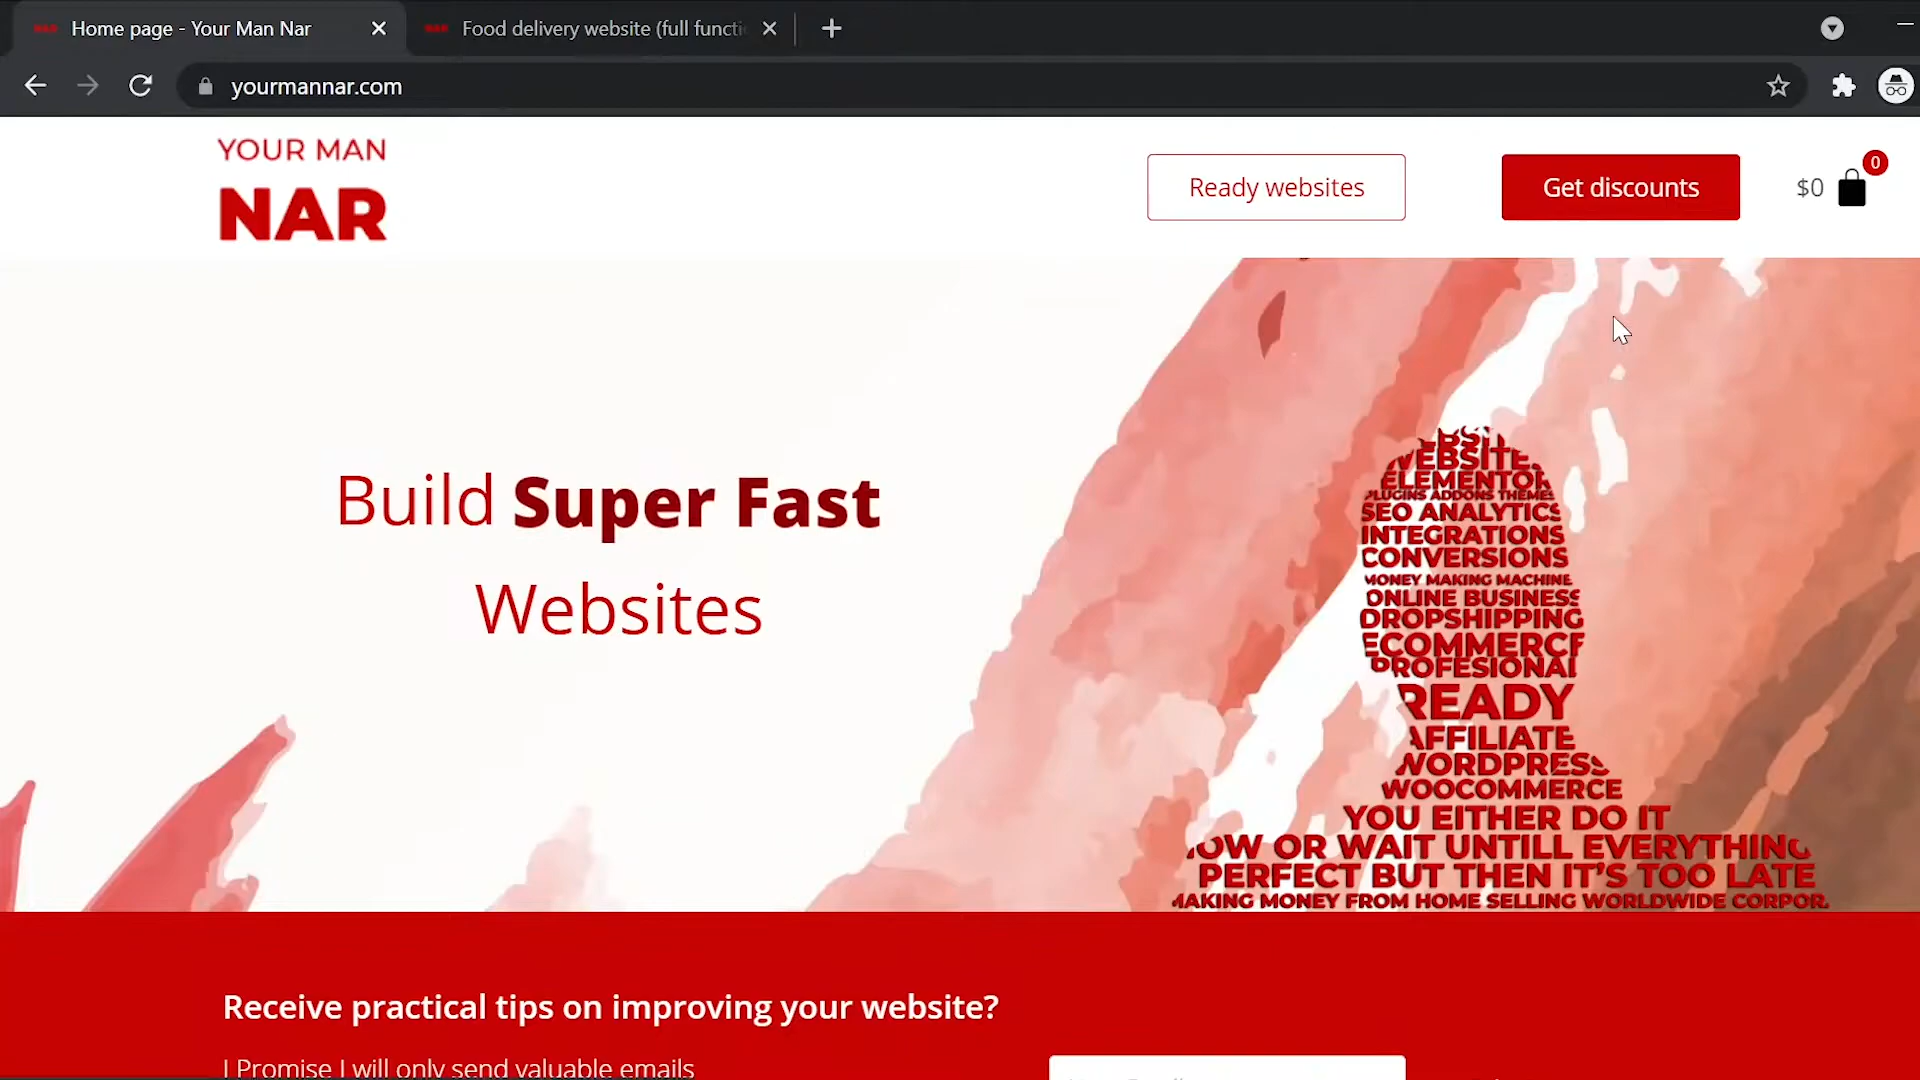 Home page - Your Man Nar
Food delivery website (full functi
yourmannar.com
YOUR MAN
NAR
Ready websites
Get discounts
$0
0
Build Super Fast
Websites
WEBSITE
ELEMENTOR
PLUGINS ADDONS THEMES
SEO ANALYTICS
INTEGRATIONS
CONVERSIONS
MONEY MAKING MACHINE
ONLINE BUSINESS
DROPSHIPPING
ECOMMERCE
PROFESIONAL
READY
AFFILIATE
WORDPRESS
WOOCOMMERCE
YOU EITHER DO IT
NOW OR WAIT UNTILL EVERYTHING
PERFECT BUT THEN IT'S TOO LATE
MAKING MONEY FROM HOME SELLING WORLDWIDE CORPOR
Receive practical tips on improving your website?
I Promise I will only send valuable emails